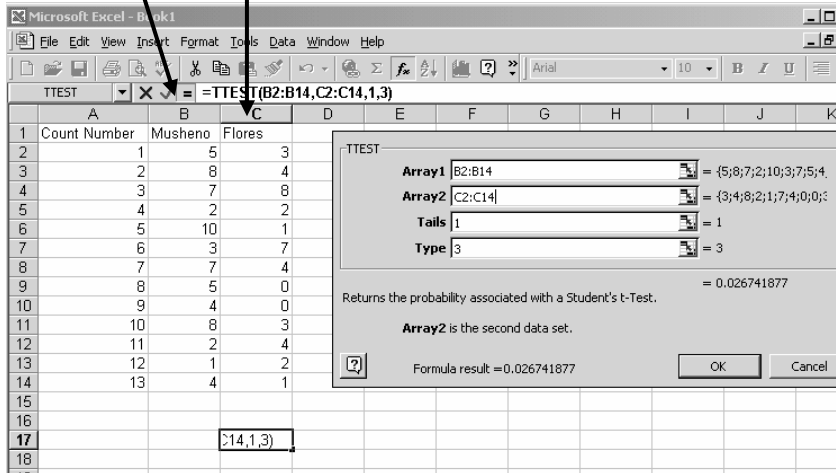 Microsoft Excel - Book1
File Edit View Insert Format Tools Data Window Help
Arial 10 B I U
TTEST = =TTEST(B2:B14,C2:C14,1,3)
A B C D E F G H I J K
1 Count Number Musheno Flores
2 1 5 3
3 2 8 4
4 3 7 8
5 4 2 2
6 5 10 1
7 6 3 7
8 7 7 4
9 8 5 0
10 9 4 0
11 10 8 3
12 11 2 4
13 12 1 2
14 13 4 1
15
16
17 C14,1,3)
18
TTEST
Array1 B2:B14 = {5;8;7;2;10;3;7;5;4
Array2 C2:C14 = {3;4;8;2;1;7;4;0;0;3
Tails 1 = 1
Type 3 = 3
= 0.026741877
Returns the probability associated with a Student's t-Test.
Array2 is the second data set.
? Formula result =0.026741877 OK Cancel